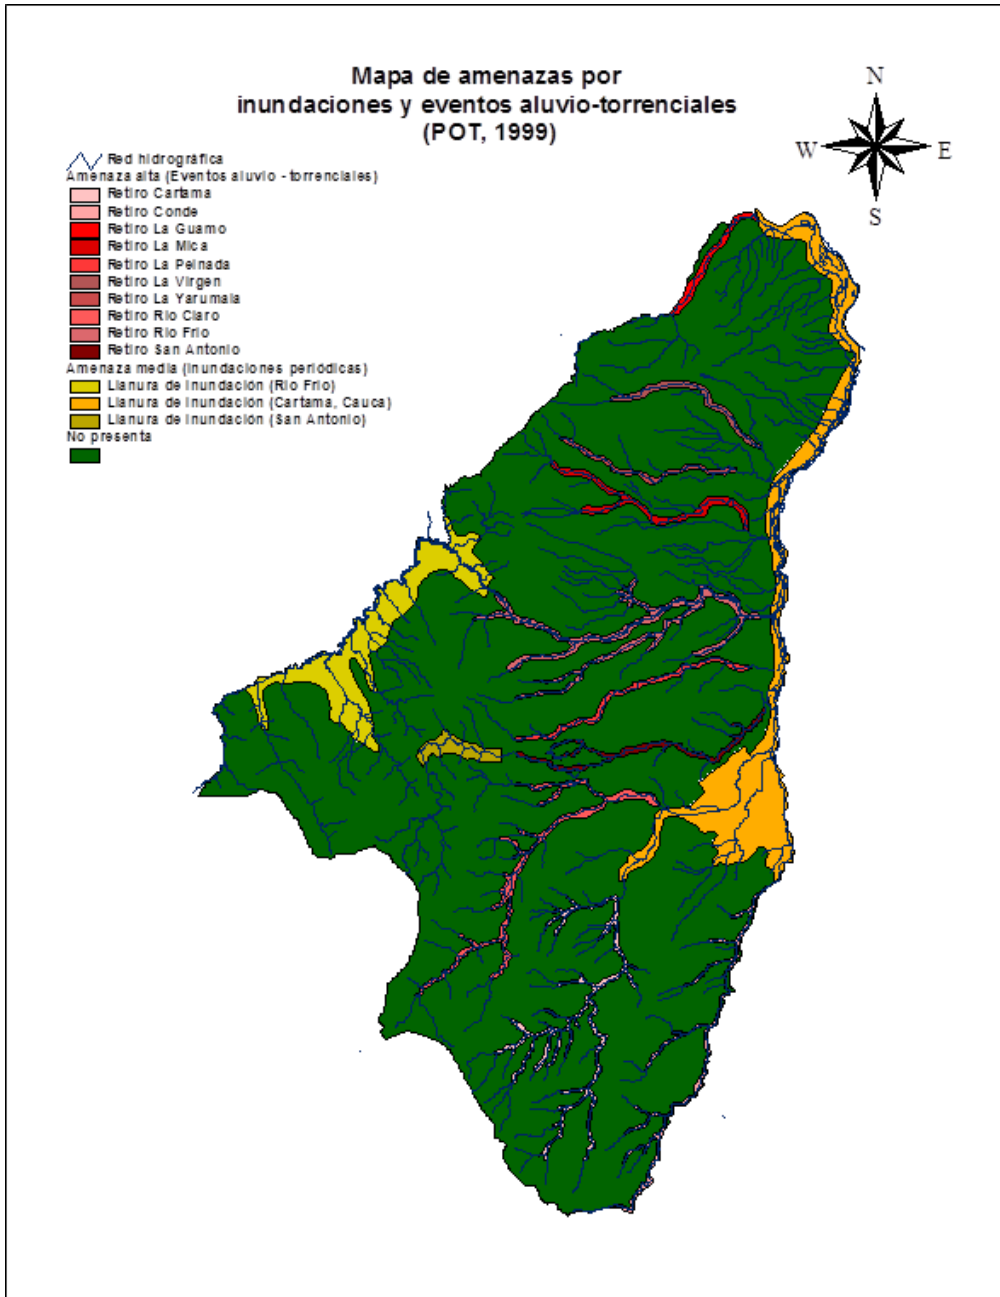 Mapa de amenazas por
inundaciones y eventos aluvio-torrenciales
(POT, 1999)
N
W
E
S
Red hidrográfica
Amenaza alta (Eventos aluvio - torrenciales)
Retiro Cartama
Retiro Conde
Retiro La Guamo
Retiro La Mica
Retiro La Peinada
Retiro La Virgen
Retiro La Yarumala
Retiro Rio Claro
Retiro Rio Frio
Retiro San Antonio
Amenaza media (Inundaciones periódicas)
Llanura de Inundación (Rio Frio)
Llanura de Inundación (Cartama, Cauca)
Llanura de Inundación (San Antonio)
No presenta